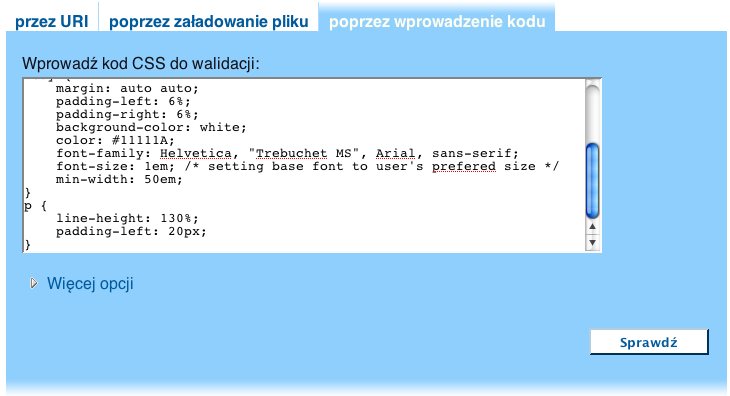 przez URI poprzez załadowanie pliku poprzez wprowadzenie kodu
Wprowadź kod CSS do walidacji:
margin: auto auto;
padding-left: 6%;
padding-right: 6%;
background-color: white;
color: #11111A;
font-family: Helvetica, "Trebuchet MS", Arial, sans-serif;
font-size: 1em; /* setting base font to user's prefered size */
min-width: 50em;
}
p {
line-height: 130%;
padding-left: 20px;
}
Więcej opcji
Sprawdź